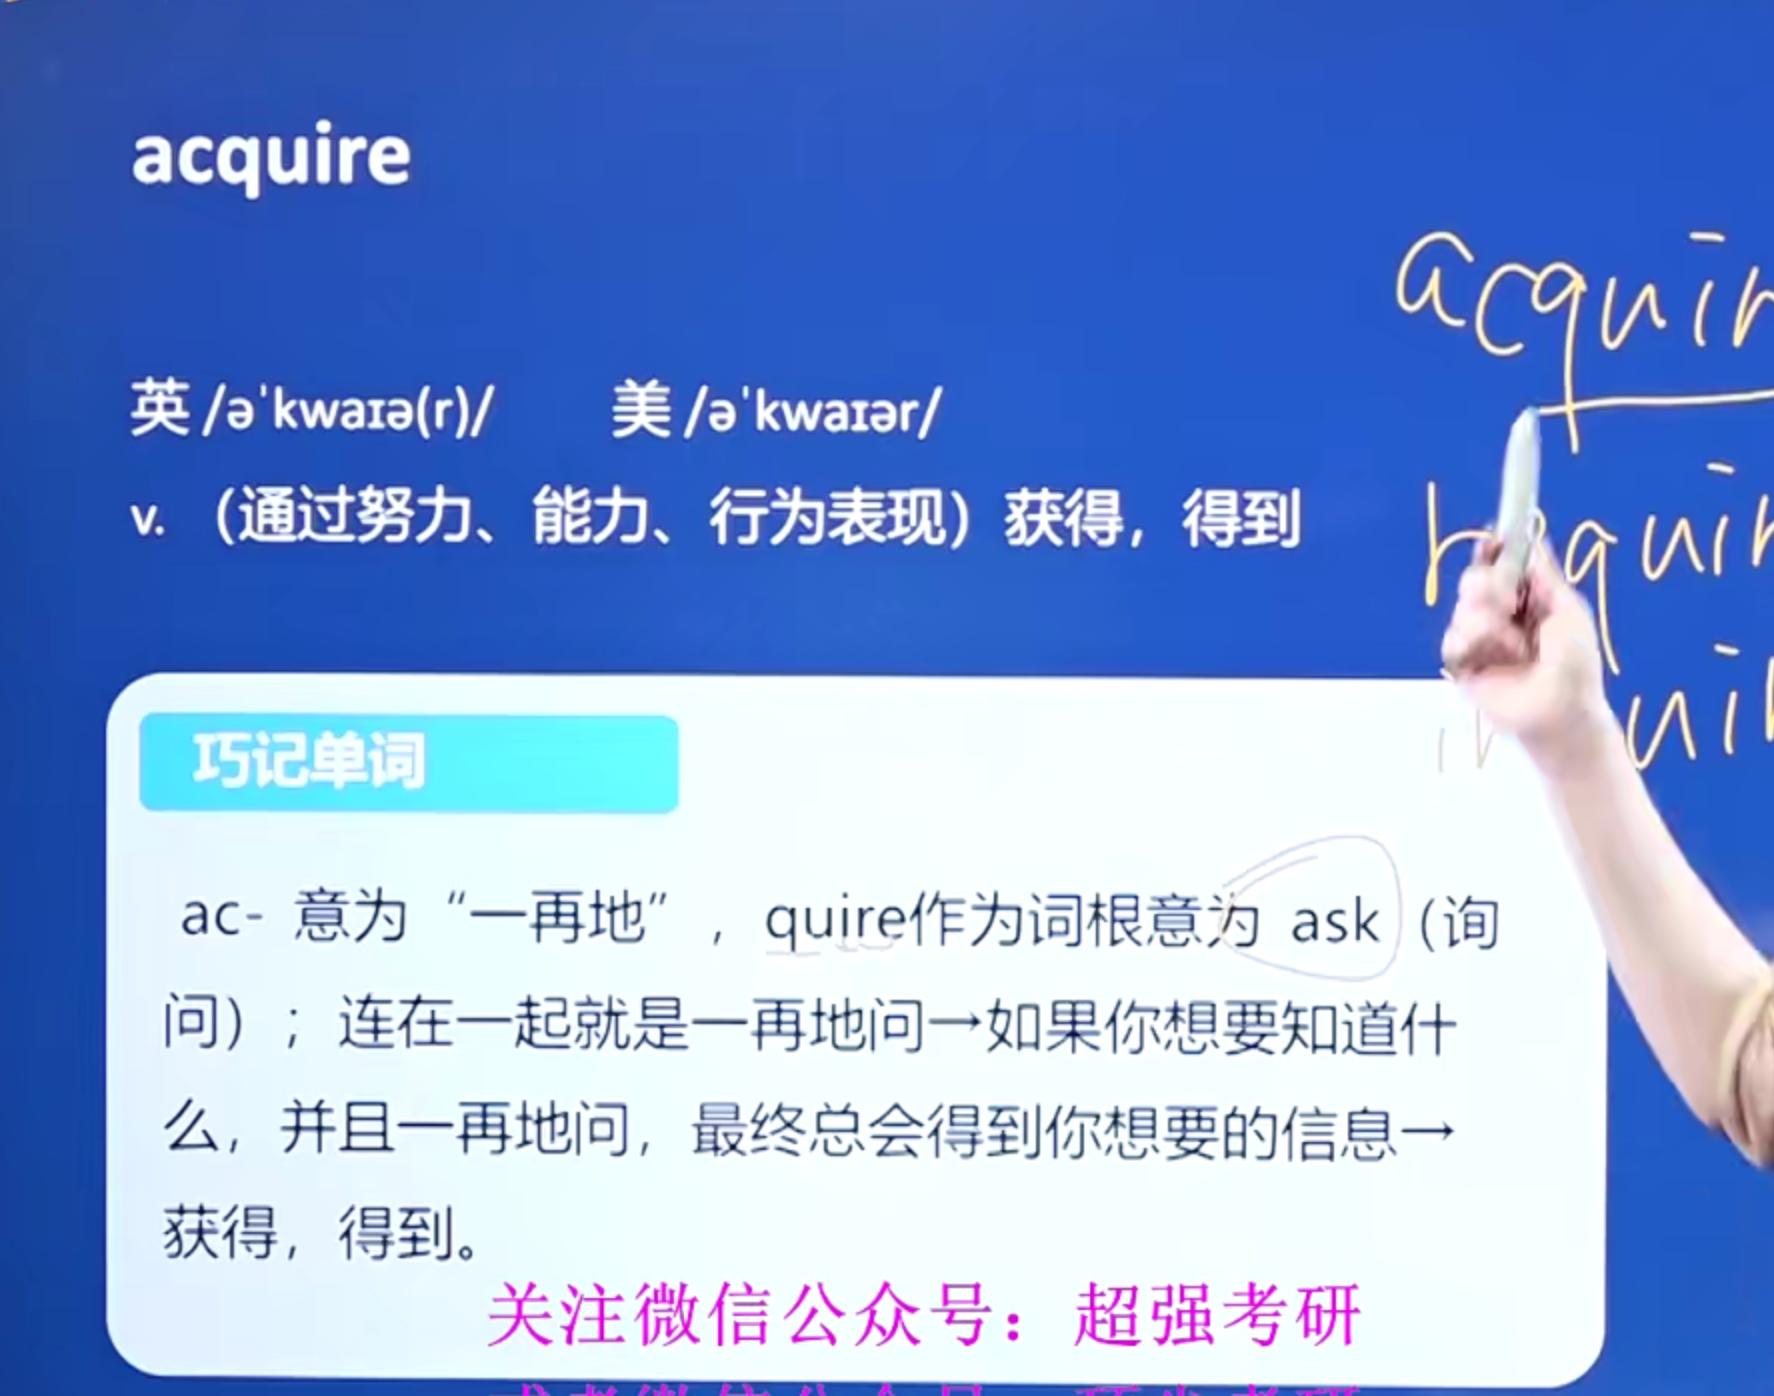 acquire
英 /əˈkwaɪə(r)/ 美 /əˈkwaɪər/
v. （通过努力、能力、行为表现）获得，得到
acquir
quir
巧记单词
ac- 意为“一再地”，quire作为词根意为 ask（询
问）；连在一起就是一再地问→如果你想要知道什
么，并且一再地问，最终总会得到你想要的信息→
获得，得到。
关注微信公众号：超强考研